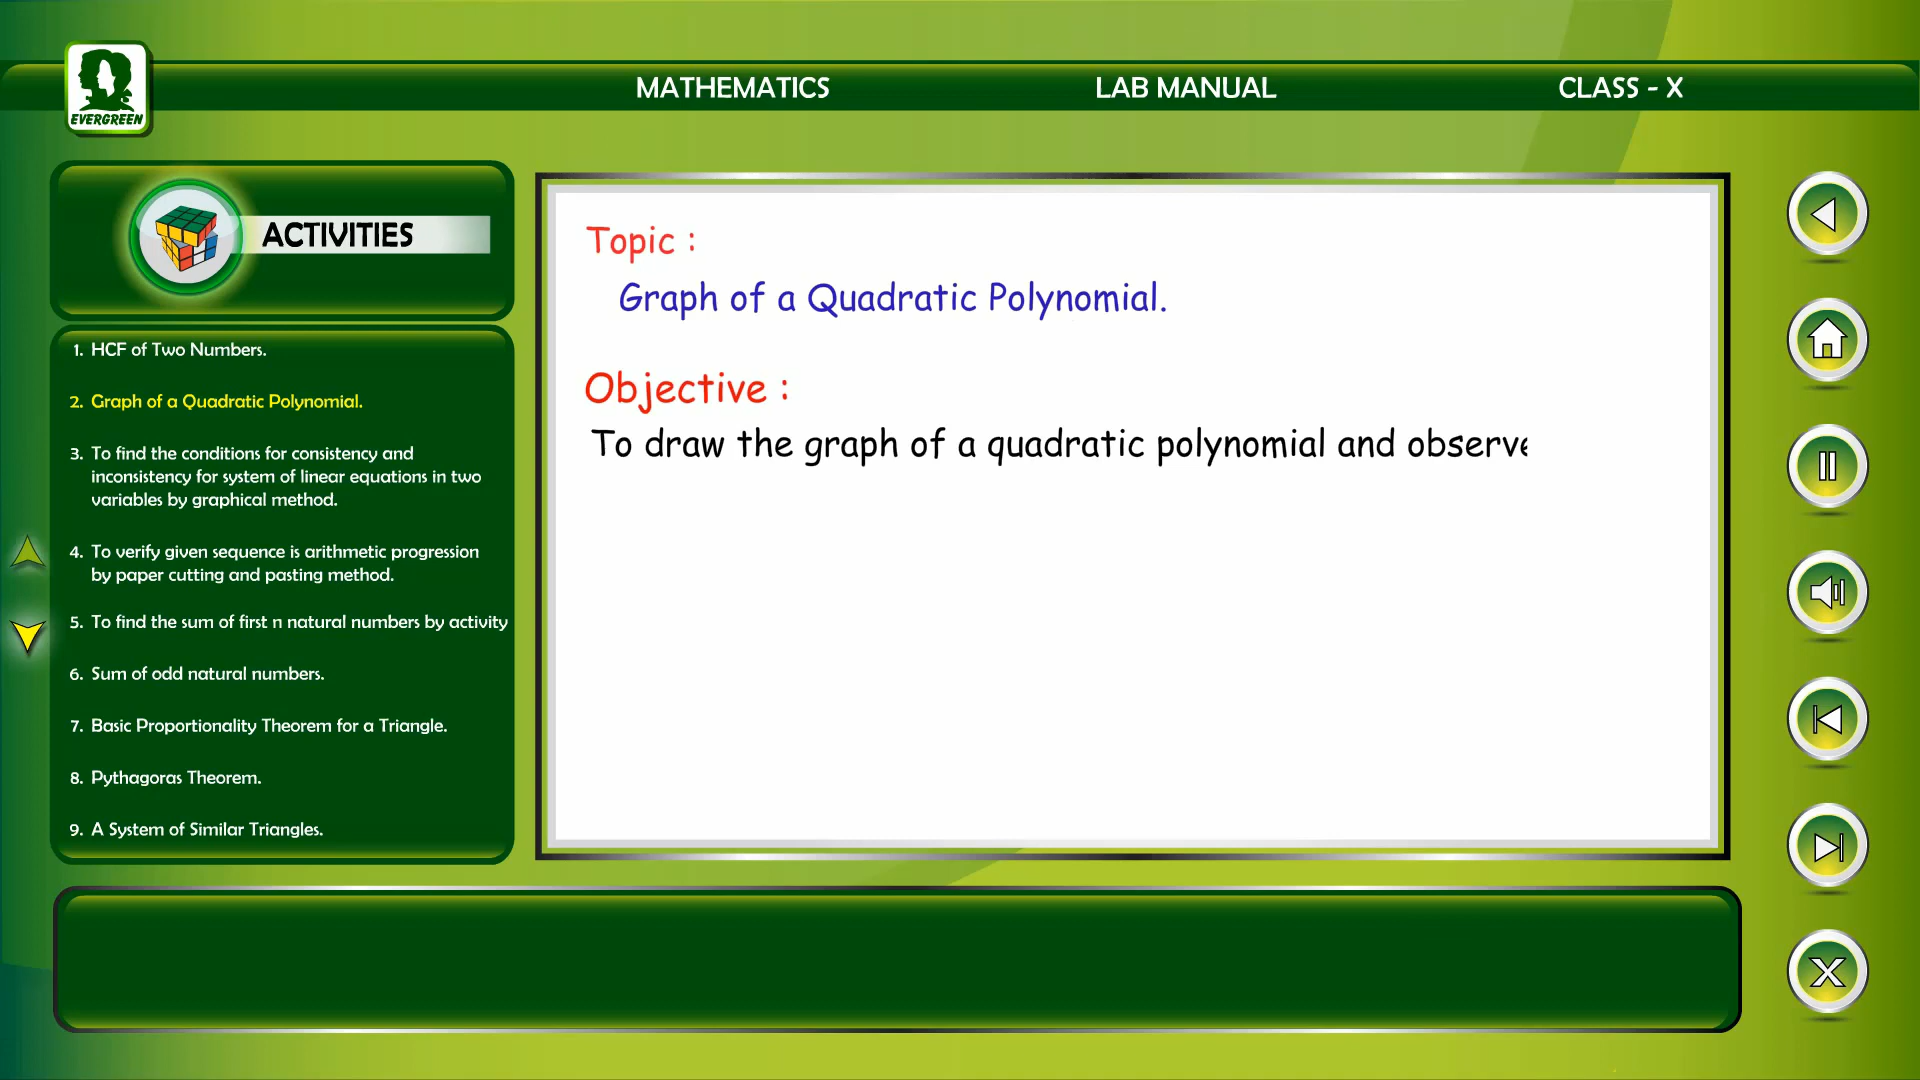 EVERGREEN
MATHEMATICS
LAB MANUAL
CLASS - X
ACTIVITIES
1. HCF of Two Numbers.
2. Graph of a Quadratic Polynomial.
3. To find the conditions for consistency and
inconsistency for system of linear equations in two
variables by graphical method.
4. To verify given sequence is arithmetic progression
by paper cutting and pasting method.
5. To find the sum of first n natural numbers by activity
6. Sum of odd natural numbers.
7. Basic Proportionality Theorem for a Triangle.
8. Pythagoras Theorem.
9. A System of Similar Triangles.
Topic :
Graph of a Quadratic Polynomial.
Objective :
To draw the graph of a quadratic polynomial and observe